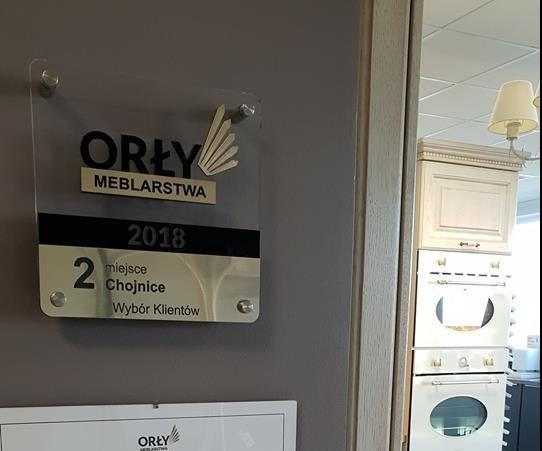 ORŁY
MEBLARSTWA
2018
2 miejsce
Chojnice
Wybór Klientów
ORŁY
MEBLARSTWA